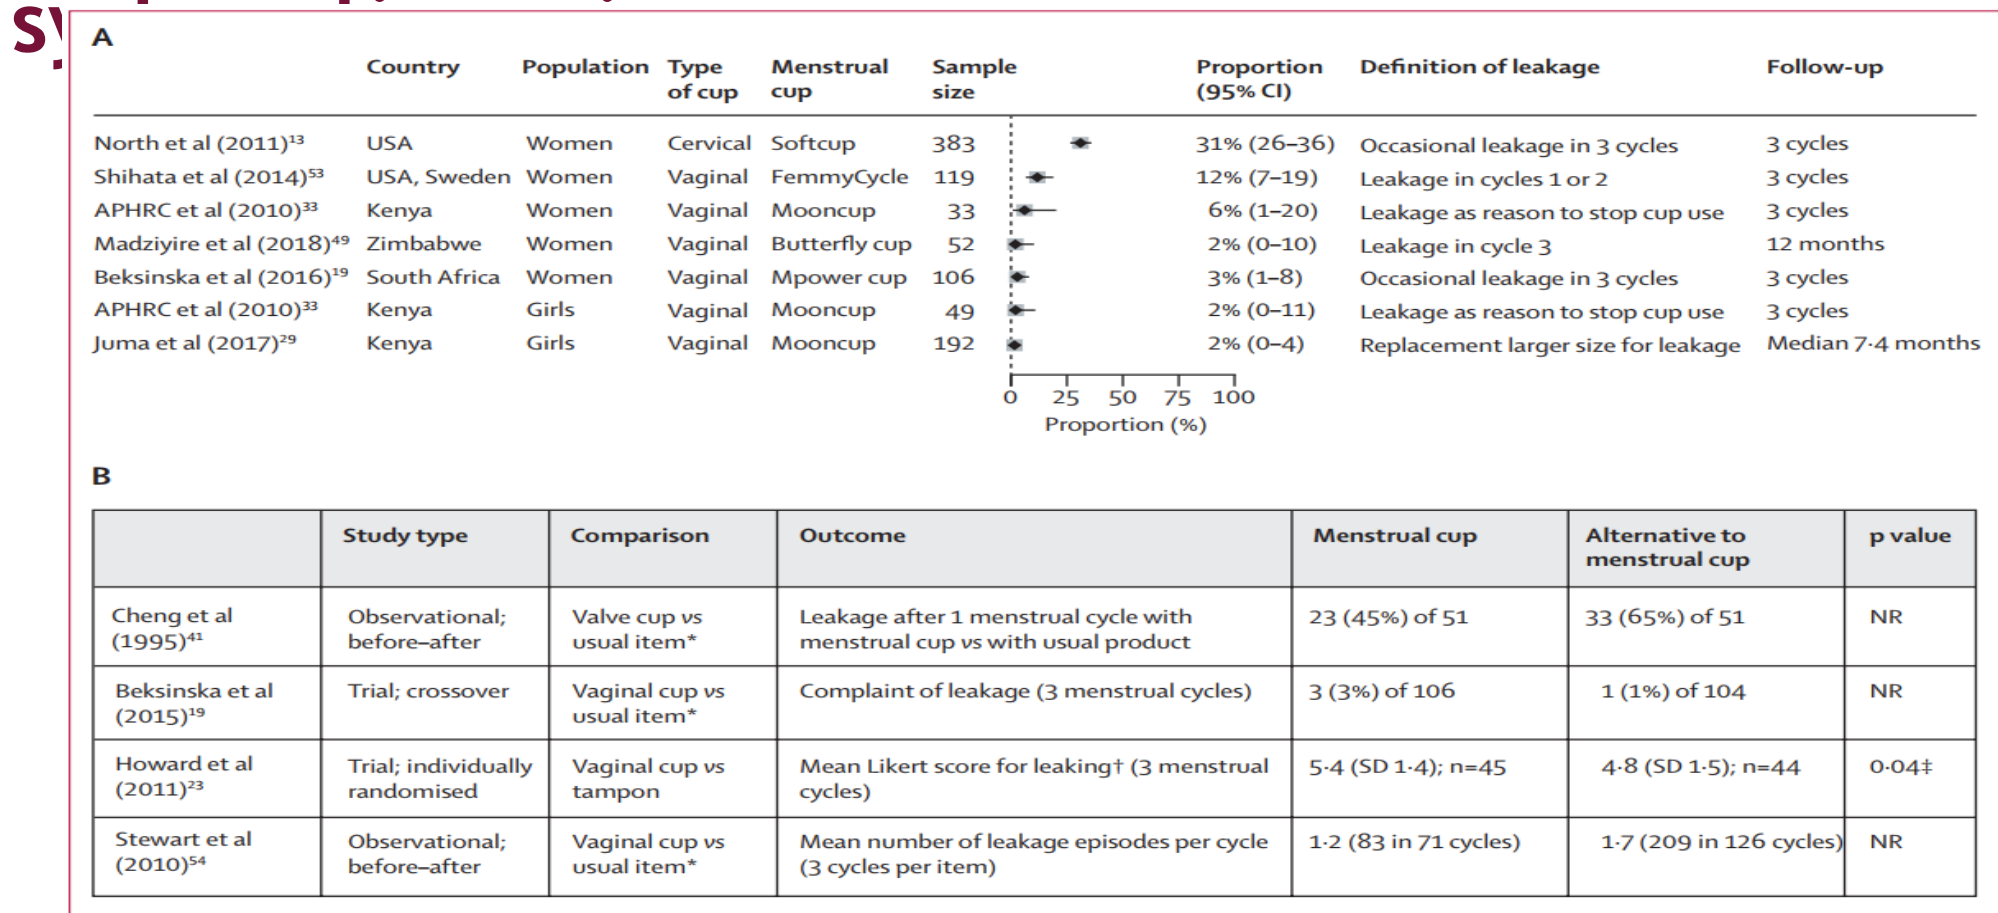 sy
A
Country Population Type of cup Menstrual cup Sample size Proportion (95% CI) Definition of leakage Follow-up
North et al (2011)¹³ USA Women Cervical Softcup 383 31% (26–36) Occasional leakage in 3 cycles 3 cycles
Shihata et al (2014)⁵³ USA, Sweden Women Vaginal FemmyCycle 119 12% (7–19) Leakage in cycles 1 or 2 3 cycles
APHRC et al (2010)³³ Kenya Women Vaginal Mooncup 33 6% (1–20) Leakage as reason to stop cup use 3 cycles
Madziyire et al (2018)⁴⁹ Zimbabwe Women Vaginal Butterfly cup 52 2% (0–10) Leakage in cycle 3 12 months
Beksinska et al (2016)¹⁹ South Africa Women Vaginal Mpower cup 106 3% (1–8) Occasional leakage in 3 cycles 3 cycles
APHRC et al (2010)³³ Kenya Girls Vaginal Mooncup 49 2% (0–11) Leakage as reason to stop cup use 3 cycles
Juma et al (2017)²⁹ Kenya Girls Vaginal Mooncup 192 2% (0–4) Replacement larger size for leakage Median 7·4 months
0 25 50 75 100
Proportion (%)
B
Study type Comparison Outcome Menstrual cup Alternative to menstrual cup p value
Cheng et al (1995)⁴¹ Observational; before–after Valve cup vs usual item* Leakage after 1 menstrual cycle with menstrual cup vs with usual product 23 (45%) of 51 33 (65%) of 51 NR
Beksinska et al (2015)¹⁹ Trial; crossover Vaginal cup vs usual item* Complaint of leakage (3 menstrual cycles) 3 (3%) of 106 1 (1%) of 104 NR
Howard et al (2011)²³ Trial; individually randomised Vaginal cup vs tampon Mean Likert score for leaking† (3 menstrual cycles) 5·4 (SD 1·4); n=45 4·8 (SD 1·5); n=44 0·04‡
Stewart et al (2010)⁵⁴ Observational; before–after Vaginal cup vs usual item* Mean number of leakage episodes per cycle (3 cycles per item) 1·2 (83 in 71 cycles) 1·7 (209 in 126 cycles) NR